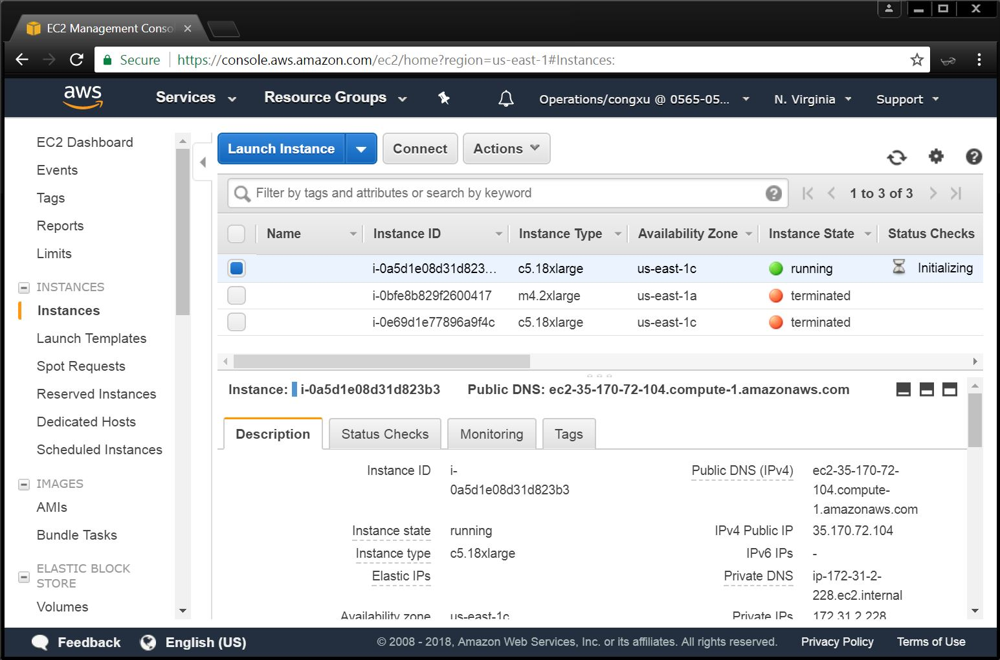 EC2 Management Conso
Secure https://console.aws.amazon.com/ec2/home?region=us-east-1#Instances:
aws Services Resource Groups Operations/congxu @ 0565-05... N. Virginia Support
EC2 Dashboard
Events
Tags
Reports
Limits
INSTANCES
Instances
Launch Templates
Spot Requests
Reserved Instances
Dedicated Hosts
Scheduled Instances
IMAGES
AMIs
Bundle Tasks
ELASTIC BLOCK
STORE
Volumes
Launch Instance Connect Actions
Filter by tags and attributes or search by keyword 1 to 3 of 3
Name Instance ID Instance Type Availability Zone Instance State Status Checks
i-0a5d1e08d31d823... c5.18xlarge us-east-1c running Initializing
i-0bfe8b829f2600417 m4.2xlarge us-east-1a terminated
i-0e69d1e77896a9f4c c5.18xlarge us-east-1c terminated
Instance: i-0a5d1e08d31d823b3 Public DNS: ec2-35-170-72-104.compute-1.amazonaws.com
Description Status Checks Monitoring Tags
Instance ID i-
0a5d1e08d31d823b3
Instance state running
Instance type c5.18xlarge
Elastic IPs
Availability zone us-east-1c
Public DNS (IPv4) ec2-35-170-72-
104.compute-
1.amazonaws.com
IPv4 Public IP 35.170.72.104
IPv6 IPs -
Private DNS ip-172-31-2-
228.ec2.internal
Private IPs 172.31.2.228
Feedback English (US) © 2008 - 2018, Amazon Web Services, Inc. or its affiliates. All rights reserved. Privacy Policy Terms of Use